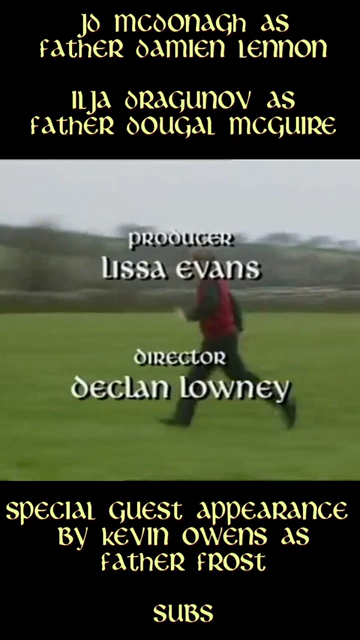 JD MCDONAGH AS
FATHER DAMIEN LENNON
ILJA DRAGUNOV AS
FATHER DOUGAL MCGUIRE
PRODUCER
LISSA EVANS
DIRECTOR
DECLAN LOWNEY
SPECIAL GUEST APPEARANCE
BY KEVIN OWENS AS
FATHER FROST
SUBS